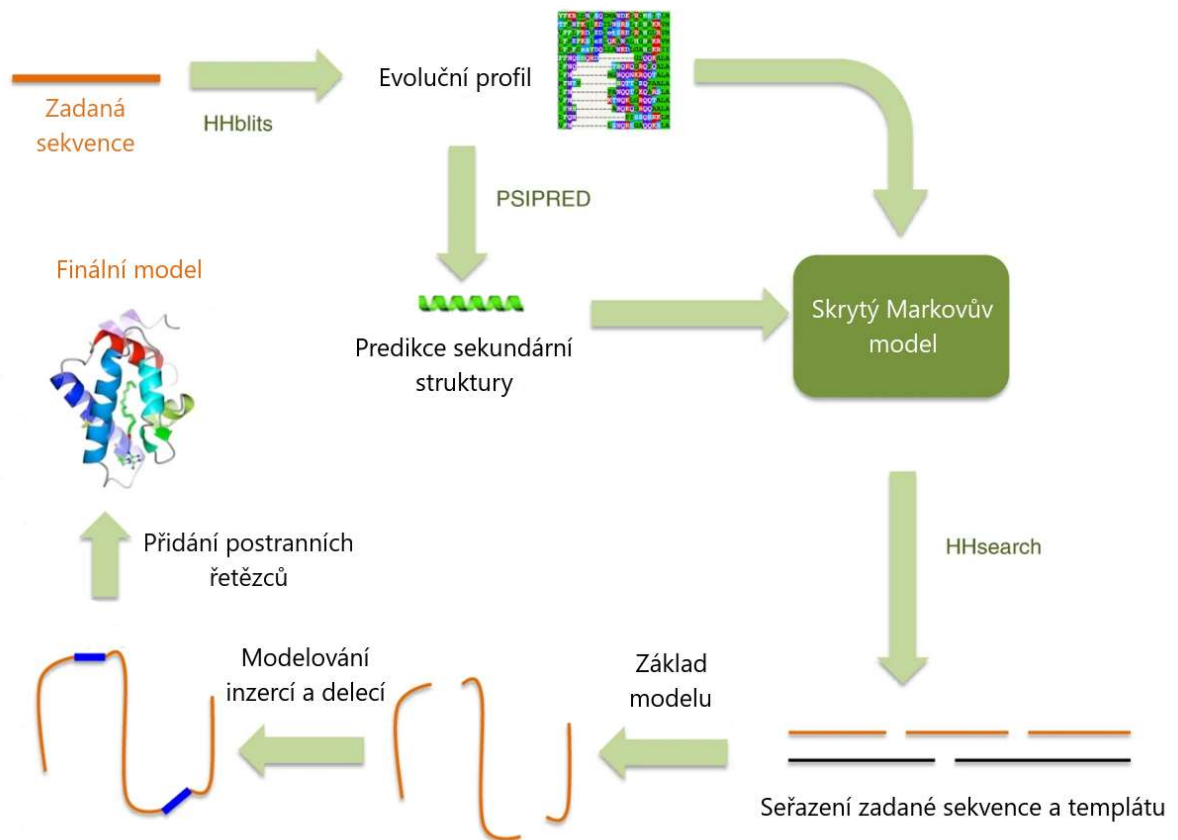 Zadaná
sekvence
HHblits
Evoluční profil
PSIPRED
Predikce sekundární
struktury
Skrytý Markovův
model
HHsearch
Seřazení zadané sekvence a templátu
Základ
modelu
Modelování
inzercí a delecí
Přidání postranních
řetězců
Finální model